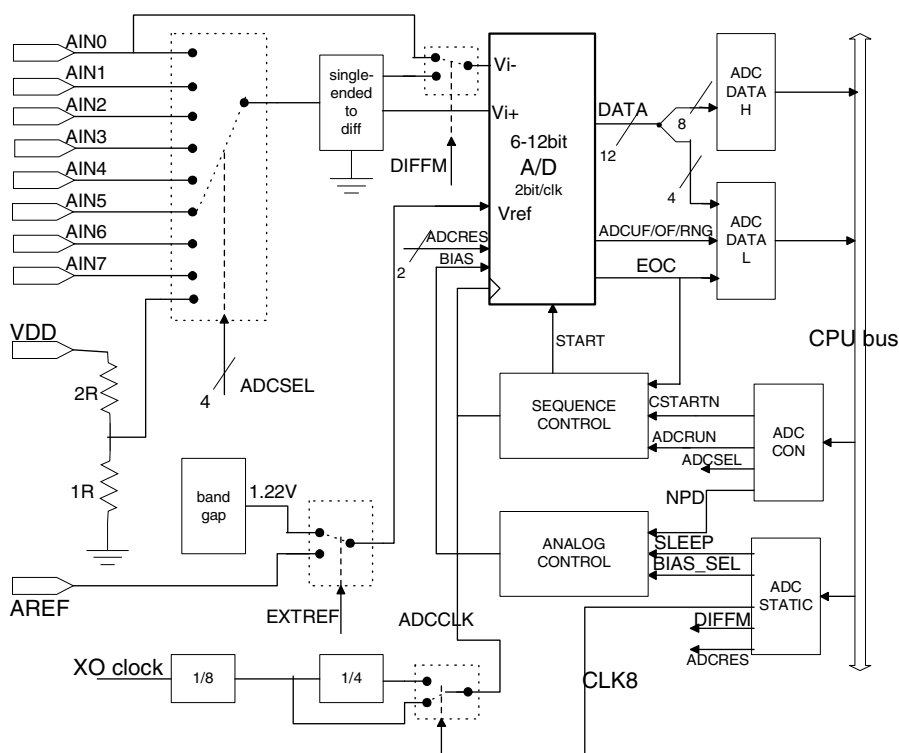 AIN0
AIN1
AIN2
AIN3
AIN4
AIN5
AIN6
AIN7
VDD
2R
1R
4
ADCSEL
single-
ended
to
diff
DIFFM
Vi-
Vi+
6-12bit
A/D
2bit/clk
Vref
2
ADCRES
BIAS
DATA
12
8
4
ADC
DATA
H
ADCUF/OF/RNG
EOC
ADC
DATA
L
CPU bus
START
SEQUENCE
CONTROL
CSTARTN
ADCRUN
ADCSEL
NPD
ADC
CON
band
gap
1.22V
ANALOG
CONTROL
SLEEP
BIAS_SEL
ADC
STATIC
DIFFM
ADCRES
AREF
EXTREF
ADCCLK
XO clock
1/8
1/4
CLK8